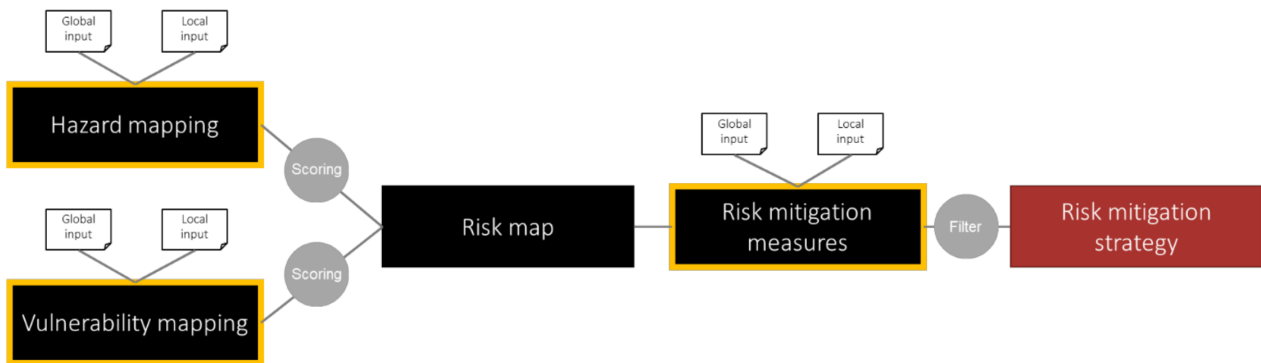 Global
input
Local
input
Hazard mapping
Scoring
Global
input
Local
input
Vulnerability mapping
Scoring
Risk map
Global
input
Local
input
Risk mitigation
measures
Filter
Risk mitigation
strategy